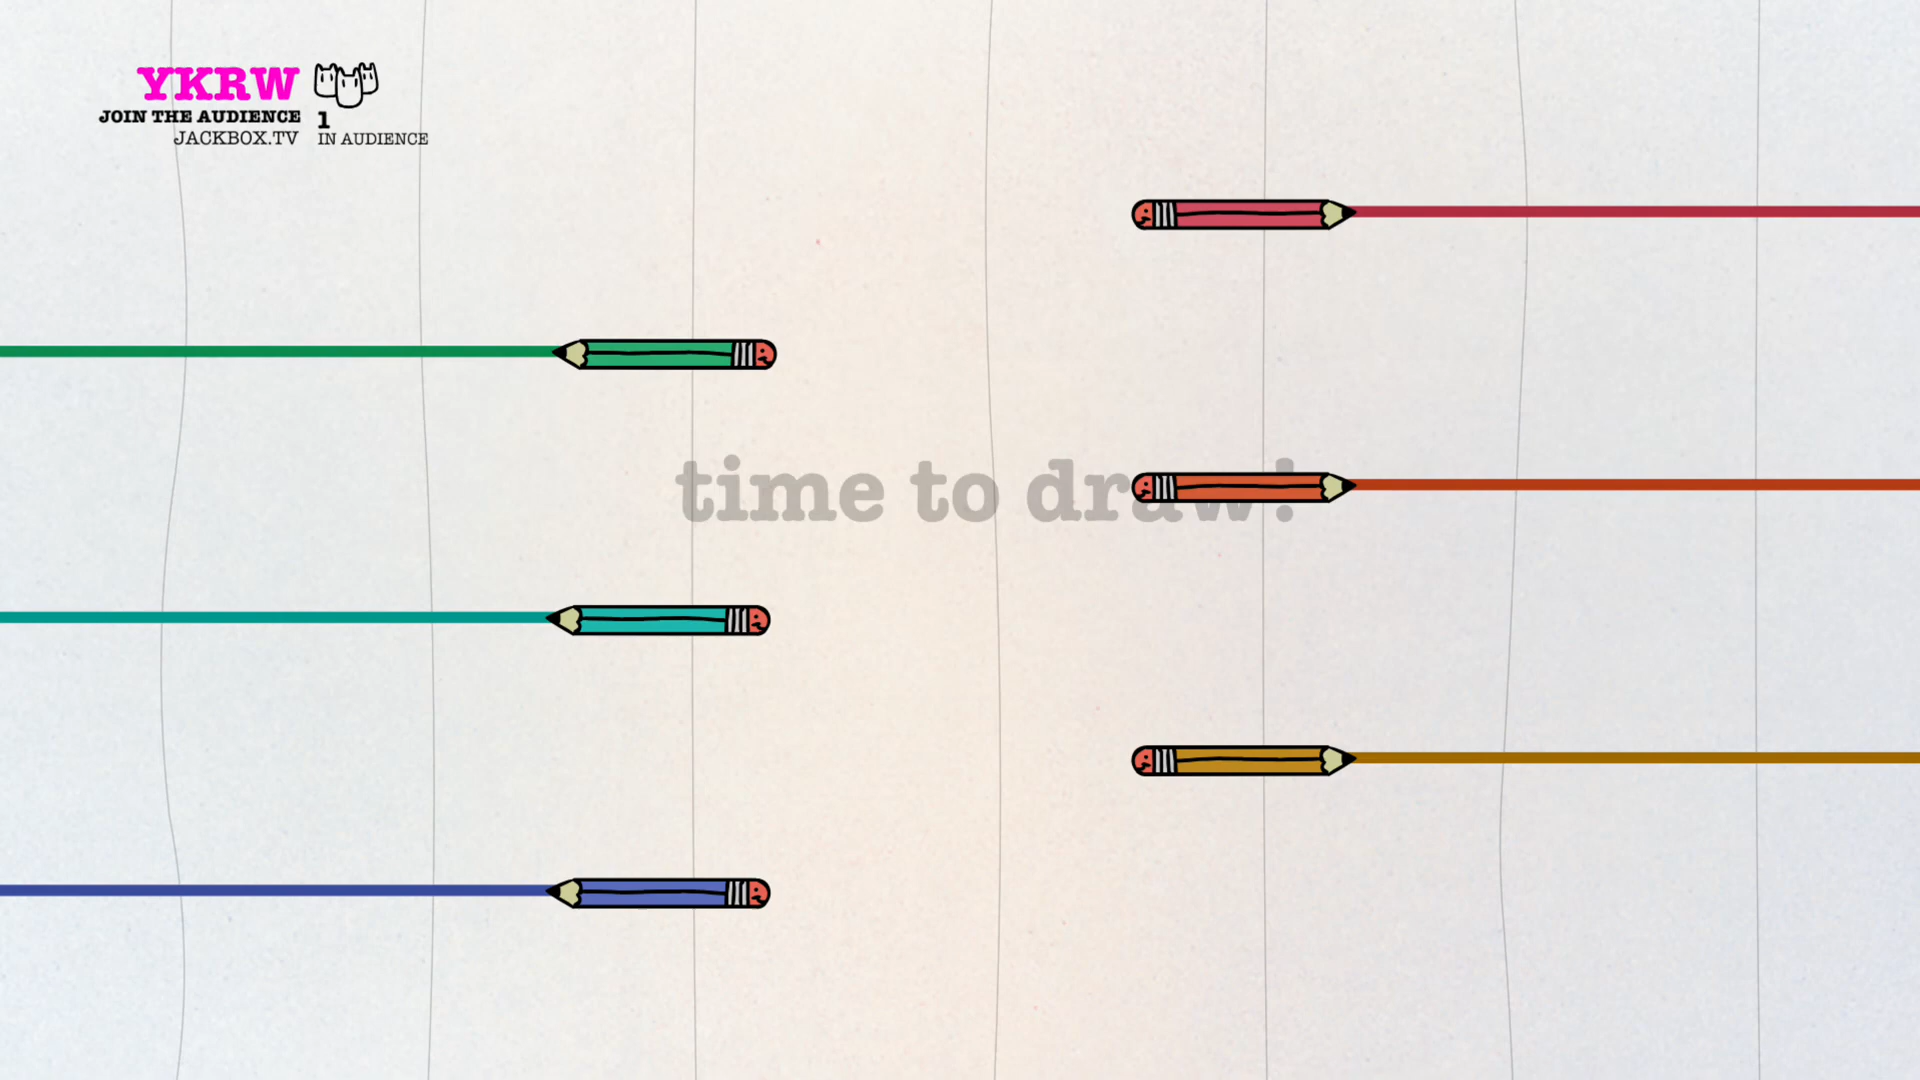 YKRW
JOIN THE AUDIENCE
JACKBOX.TV
1
IN AUDIENCE
time to draw!